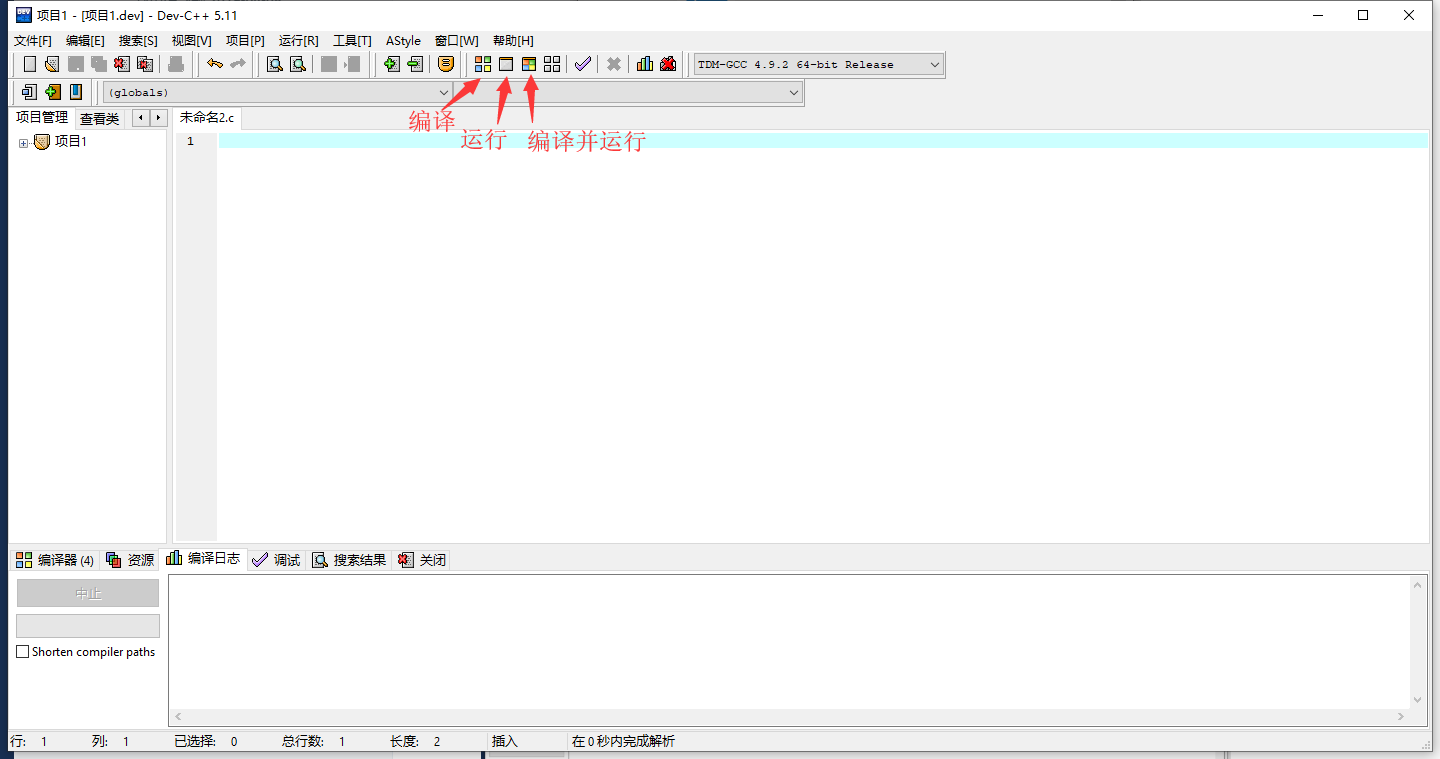 项目1 - [项目1.dev] - Dev-C++ 5.11
文件[F] 编辑[E] 搜索[S] 视图[V] 项目[P] 运行[R] 工具[T] AStyle 窗口[W] 帮助[H]
TDM-GCC 4.9.2 64-bit Release
(globals)
项目管理 查看类 未命名2.c
编译
运行 编译并运行
项目1
1
编译器 (4) 资源 编译日志 调试 搜索结果 关闭
中止
Shorten compiler paths
行: 1 列: 1 已选择: 0 总行数: 1 长度: 2 插入 在 0 秒内完成解析